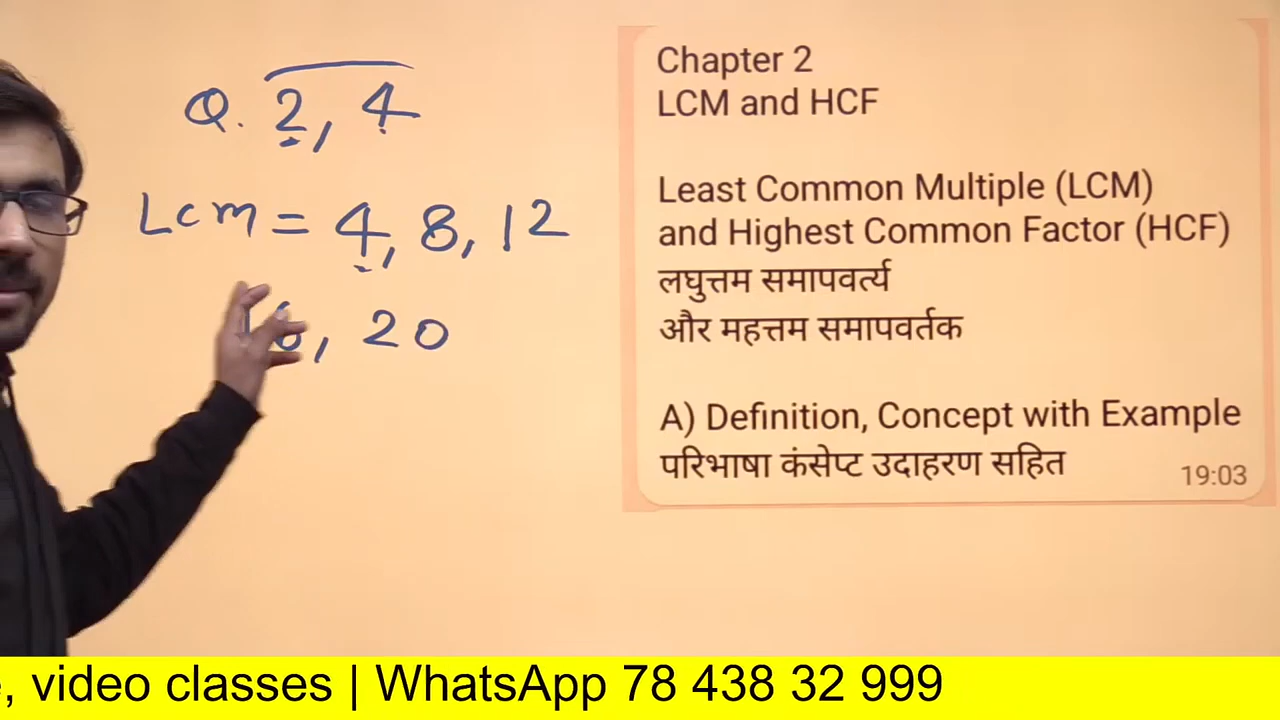 Q. 2, 4
Lcm = 4, 8, 12
20
Chapter 2
LCM and HCF
Least Common Multiple (LCM)
and Highest Common Factor (HCF)
लघुत्तम समापवर्त्य
और महत्तम समापवर्तक
A) Definition, Concept with Example
परिभाषा कंसेप्ट उदाहरण सहित
19:03
, video classes | WhatsApp 78 438 32 999